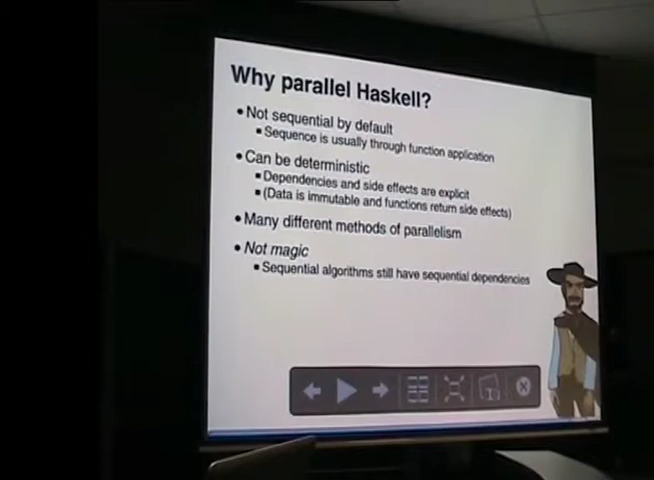 Why parallel Haskell?
• Not sequential by default
▪ Sequence is usually through function application
• Can be deterministic
▪ Dependencies and side effects are explicit
▪ (Data is immutable and functions return side effects)
• Many different methods of parallelism
• Not magic
▪ Sequential algorithms still have sequential dependencies